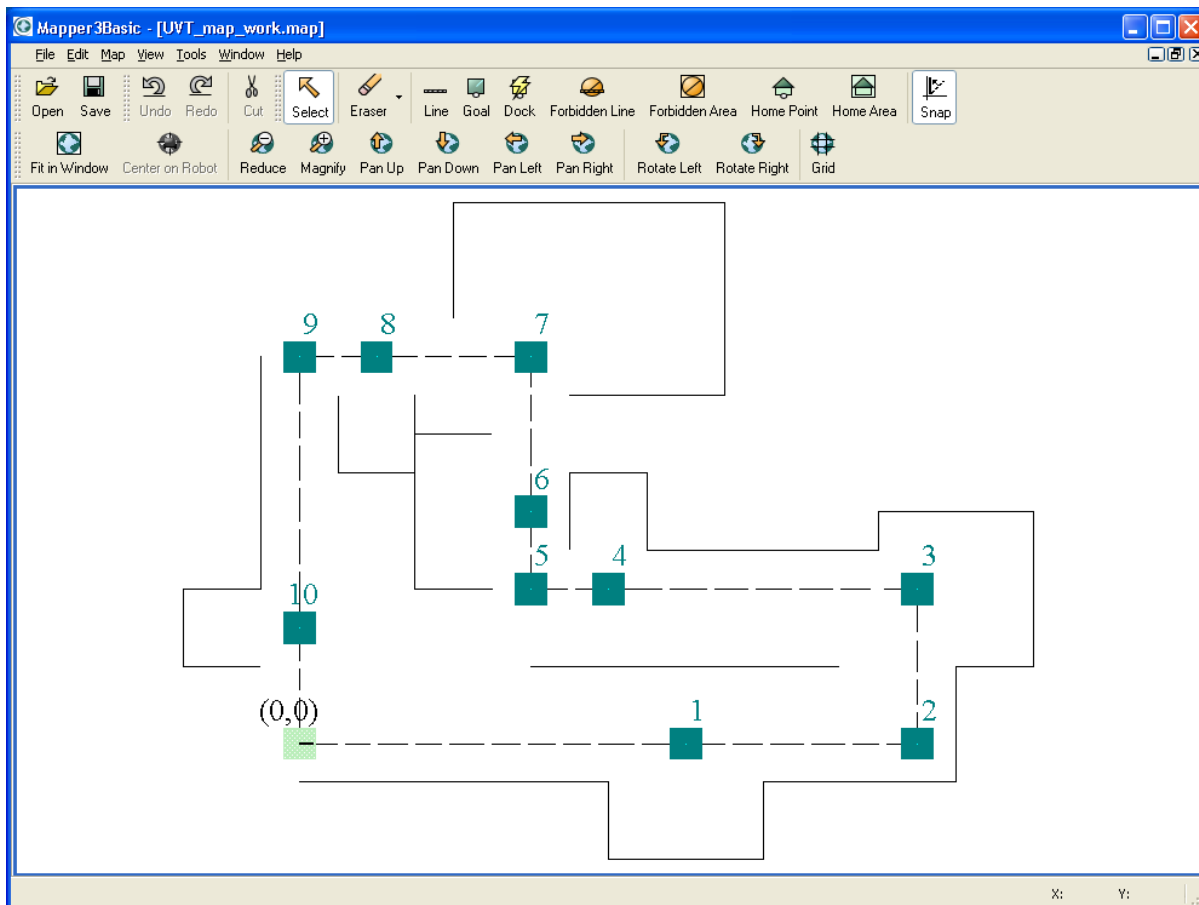 Mapper3Basic - [UVT_map_work.map]
File Edit Map View Tools Window Help
Open Save Undo Redo Cut Select Eraser Line Goal Dock Forbidden Line Forbidden Area Home Point Home Area Snap
Fit in Window Center on Robot Reduce Magnify Pan Up Pan Down Pan Left Pan Right Rotate Left Rotate Right Grid
9 8 7
6
5 4 3
10
(0,0) 1 2
X: Y: